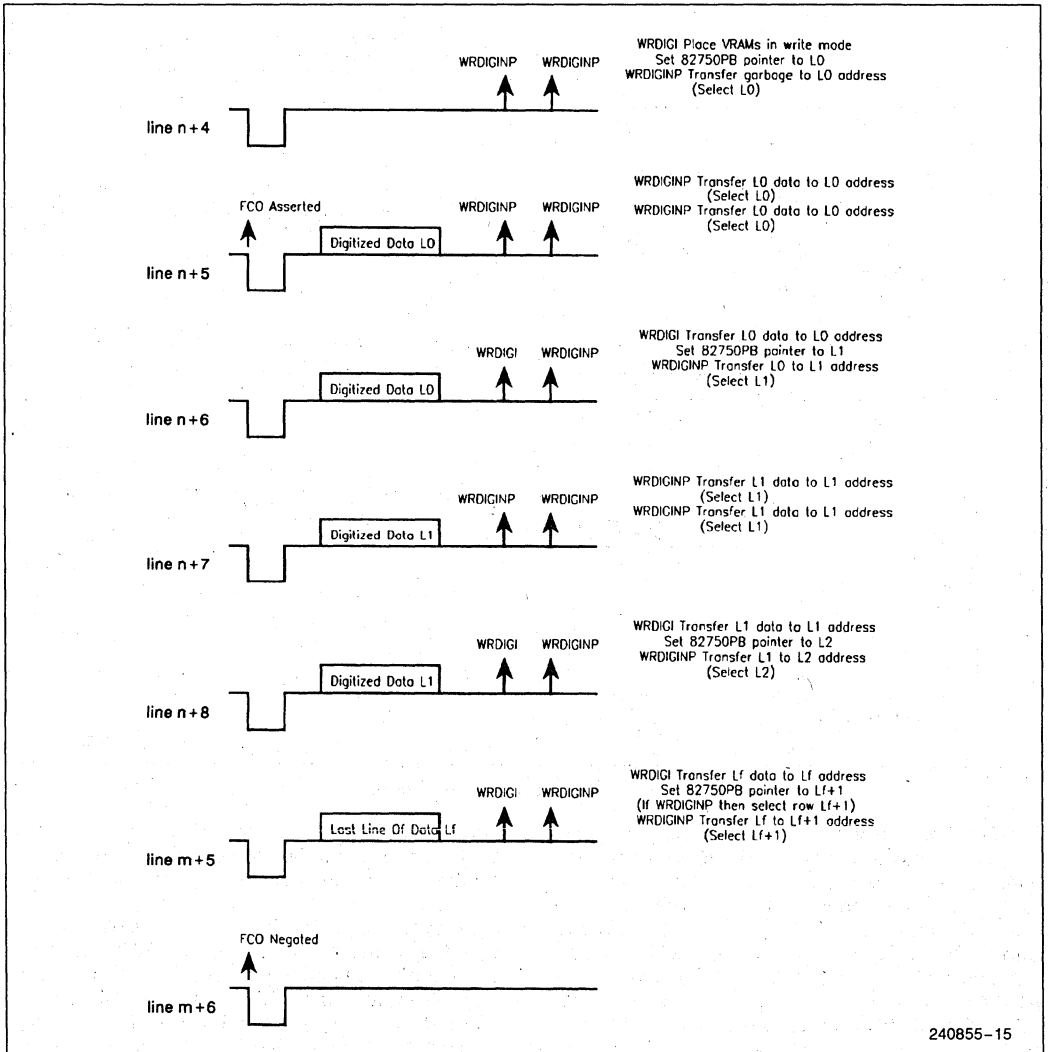 WRDIGINP WRDIGINP
WRDIGI Place VRAMs in write mode
Set 82750PB pointer to L0
WRDIGINP Transfer garbage to L0 address
(Select L0)
line n+4
FCO Asserted
WRDIGINP WRDIGINP
WRDIGINP Transfer L0 data to L0 address
(Select L0)
WRDIGINP Transfer L0 data to L0 address
(Select L0)
Digitized Data L0
line n+5
WRDIGI WRDIGINP
WRDIGI Transfer L0 data to L0 address
Set 82750PB pointer to L1
WRDIGINP Transfer L0 to L1 address
(Select L1)
Digitized Data L0
line n+6
WRDIGINP WRDIGINP
WRDIGINP Transfer L1 data to L1 address
(Select L1)
WRDIGINP Transfer L1 data to L1 address
(Select L1)
Digitized Data L1
line n+7
WRDIGI WRDIGINP
WRDIGI Transfer L1 data to L1 address
Set 82750PB pointer to L2
WRDIGINP Transfer L1 to L2 address
(Select L2)
Digitized Data L1
line n+8
WRDIGI WRDIGINP
WRDIGI Transfer Lf data to Lf address
Set 82750PB pointer to Lf+1
(If WRDIGINP then select row Lf+1)
WRDIGINP Transfer Lf to Lf+1 address
(Select Lf+1)
Last Line Of Data Lf
line m+5
FCO Negated
line m+6
240855-15